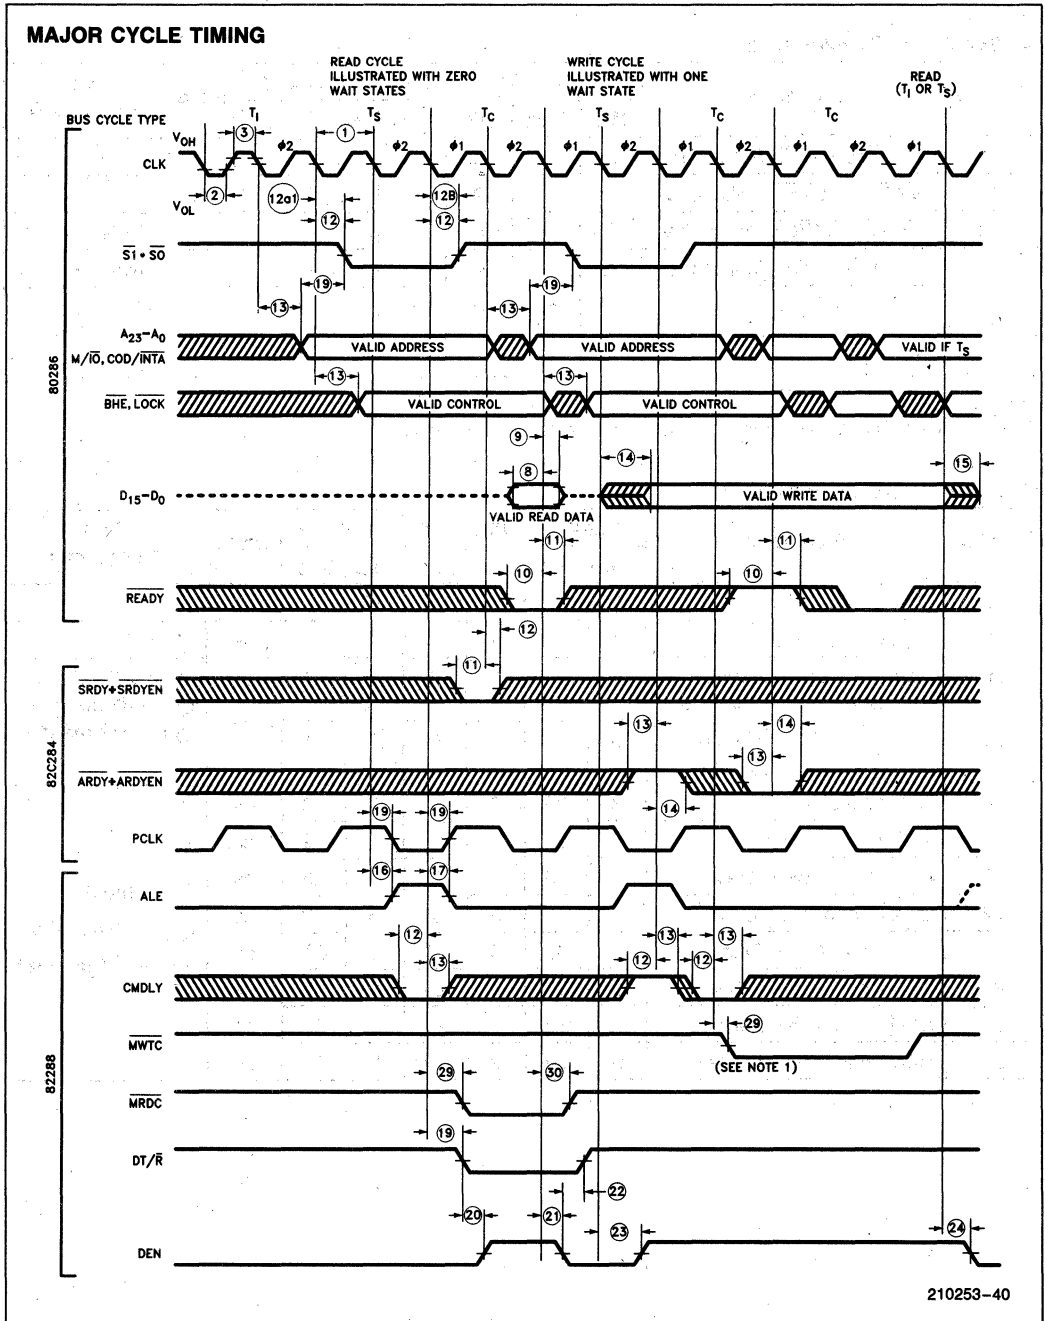 MAJOR CYCLE TIMING
READ CYCLE
ILLUSTRATED WITH ZERO
WAIT STATES
WRITE CYCLE
ILLUSTRATED WITH ONE
WAIT STATE
READ
(TI OR TS)
BUS CYCLE TYPE
TI TS TC TS TC TC
VOH
CLK
VOL
φ2 φ2 φ1 φ2 φ1 φ2 φ1 φ2 φ1 φ2 φ1
3 1
2 12a1 12B
12 12
S1 • S0
19 19
13 13
A23–A0
M/IO, COD/INTA
VALID ADDRESS VALID ADDRESS VALID IF TS
13 13
BHE, LOCK
VALID CONTROL VALID CONTROL
9
8 14 15
D15–D0
VALID WRITE DATA
VALID READ DATA
11 11
10 10
READY
12
80286
11
SRDY+SRDYEN
13 14
13
ARDY+ARDYEN
14
19 19
PCLK
82C284
16 17
ALE
12 13 13
13 12 12
CMDLY
29
MWTC
(SEE NOTE 1)
29 30
MRDC
19
DT/R
22
20 21 23 24
DEN
82288
210253–40